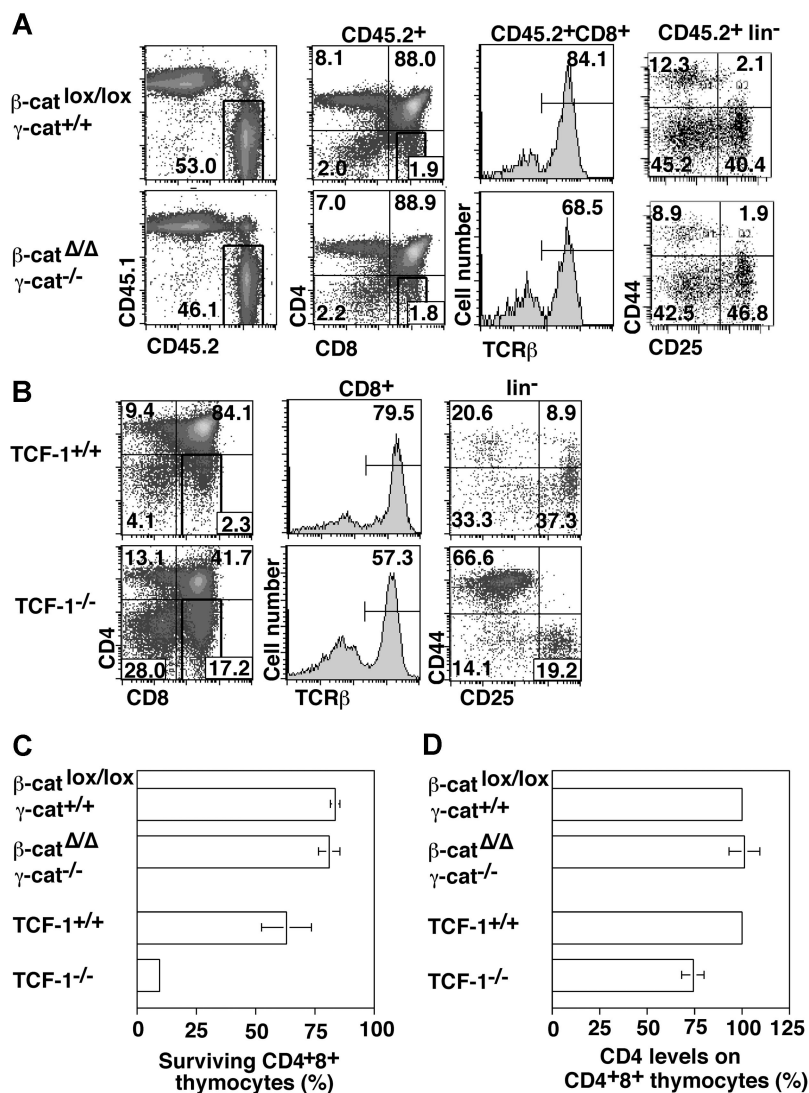 A
CD45.2+
CD45.2+CD8+
CD45.2+ lin-
β-cat lox/lox
γ-cat+/+
53.0
8.1 88.0
2.0 1.9
84.1
12.3 2.1
45.2 40.4
β-cat Δ/Δ
γ-cat-/-
46.1
7.0 88.9
2.2 1.8
68.5
8.9 1.9
42.5 46.8
CD45.1
CD45.2
CD4
CD8
Cell number
TCRβ
CD44
CD25
B
CD8+
lin-
TCF-1+/+
9.4 84.1
4.1 2.3
79.5
20.6 8.9
33.3 37.3
TCF-1-/-
13.1 41.7
28.0 17.2
57.3
66.6
14.1 19.2
CD4
CD8
Cell number
TCRβ
CD44
CD25
C
β-cat lox/lox
γ-cat+/+
β-cat Δ/Δ
γ-cat-/-
TCF-1+/+
TCF-1-/-
0 25 50 75 100
Surviving CD4+8+
thymocytes (%)
D
β-cat lox/lox
γ-cat+/+
β-cat Δ/Δ
γ-cat-/-
TCF-1+/+
TCF-1-/-
0 25 50 75 100 125
CD4 levels on
CD4+8+ thymocytes (%)